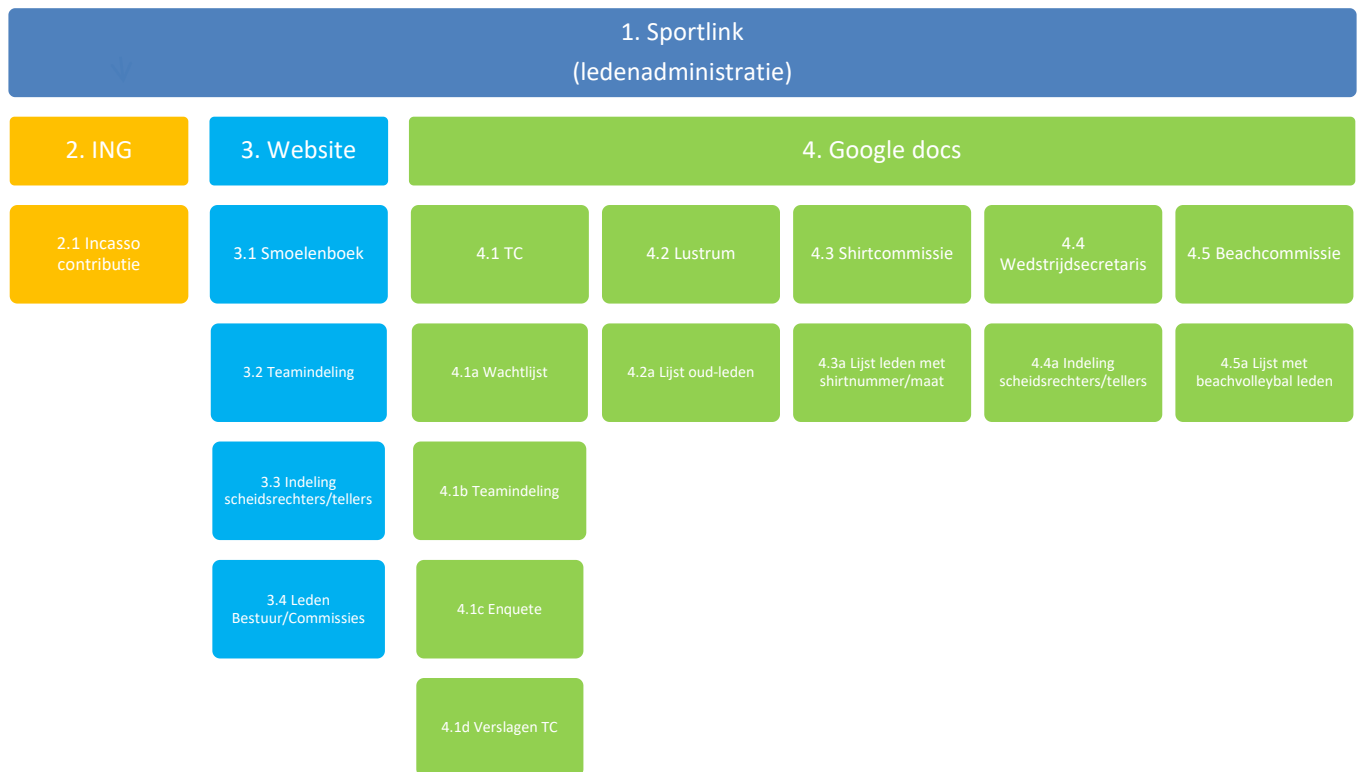 1. Sportlink
(ledenadministratie)
2. ING
3. Website
4. Google docs
2.1 Incasso
contributie
3.1 Smoelenboek
4.1 TC
4.2 Lustrum
4.3 Shirtcommissie
4.4
Wedstrijdsecretaris
4.5 Beachcommissie
3.2 Teamindeling
4.1a Wachtlijst
4.2a Lijst oud-leden
4.3a Lijst leden met
shirtnummer/maat
4.4a Indeling
scheidsrechters/tellers
4.5a Lijst met
beachvolleybal leden
3.3 Indeling
scheidsrechters/tellers
4.1b Teamindeling
3.4 Leden
Bestuur/Commissies
4.1c Enquete
4.1d Verslagen TC